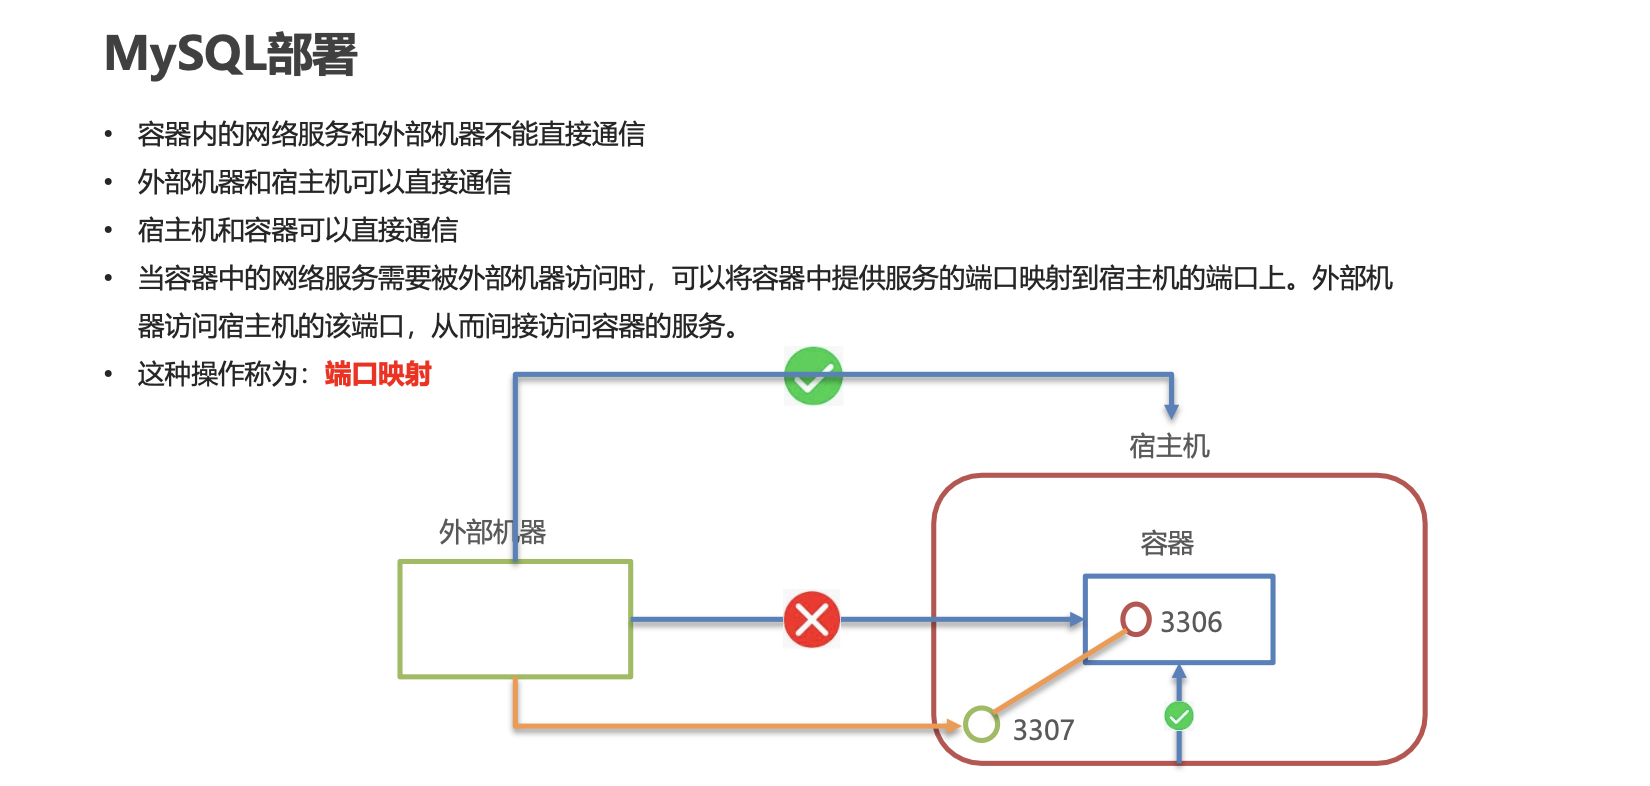 MySQL部署
• 容器内的网络服务和外部机器不能直接通信
• 外部机器和宿主机可以直接通信
• 宿主机和容器可以直接通信
• 当容器中的网络服务需要被外部机器访问时，可以将容器中提供服务的端口映射到宿主机的端口上。外部机
器访问宿主机的该端口，从而间接访问容器的服务。
• 这种操作称为：端口映射
宿主机
外部机器
容器
3306
3307